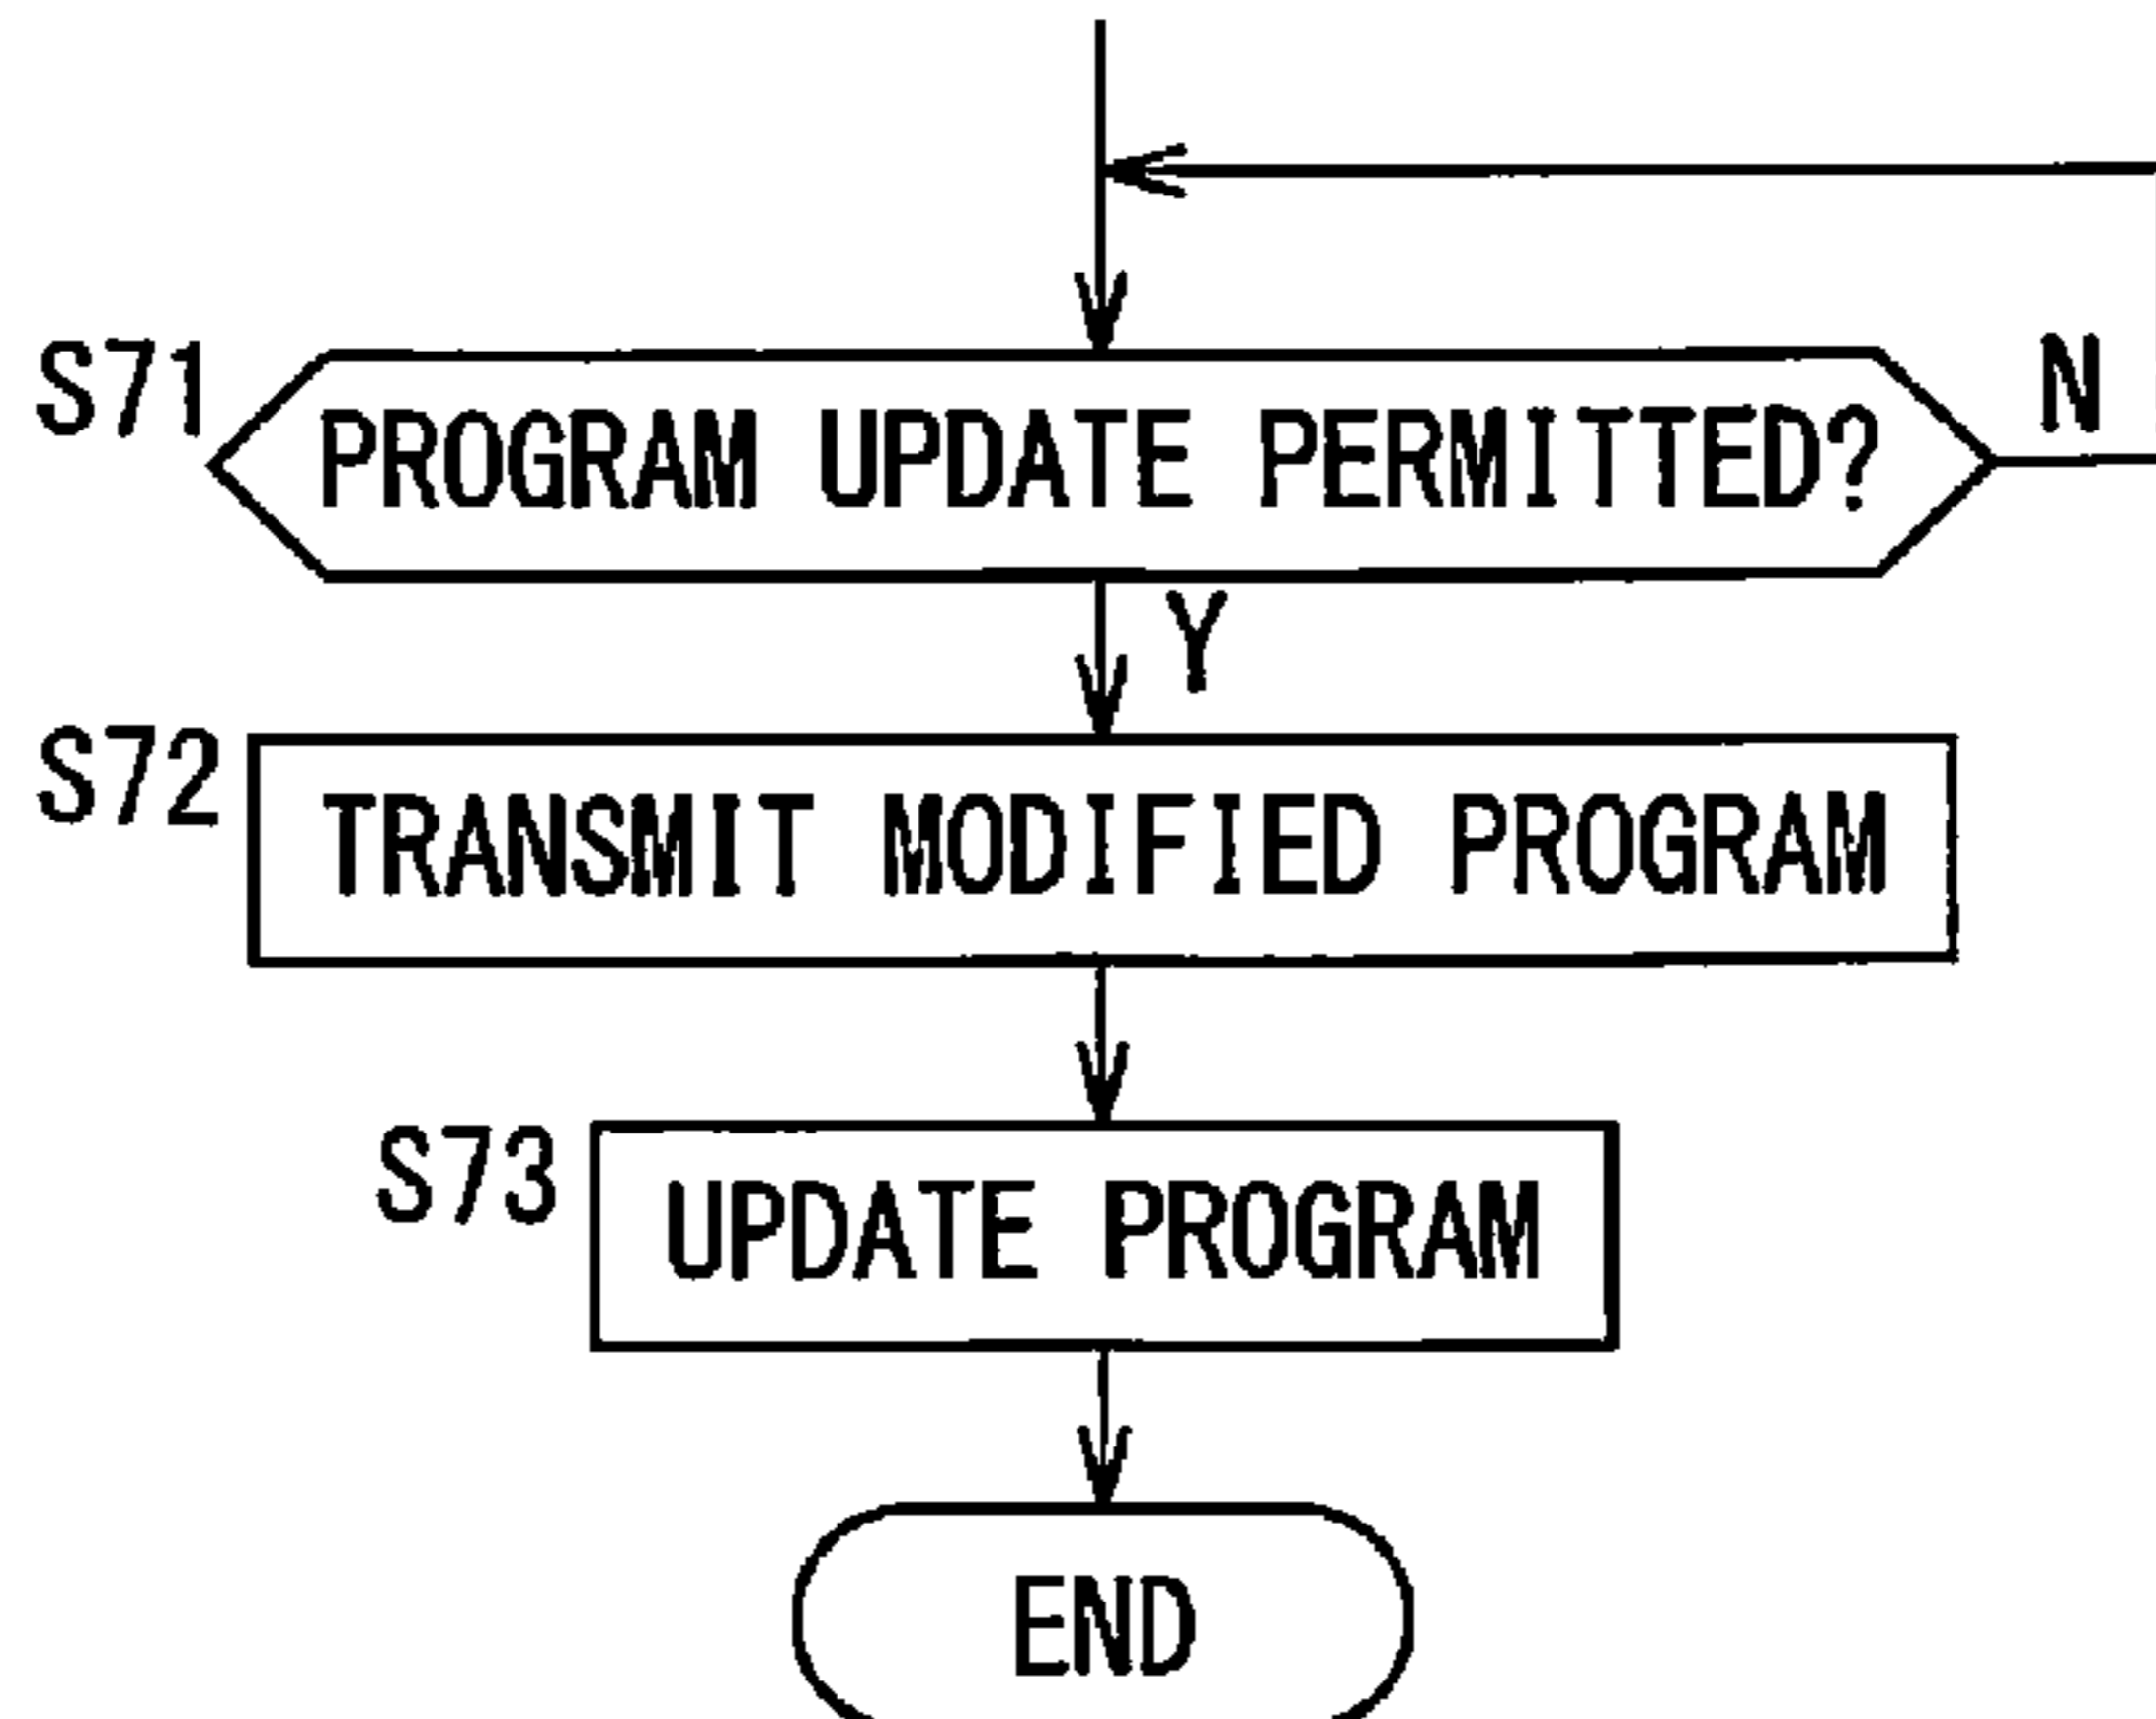 S71
PROGRAM UPDATE PERMITTED?
N
Y
S72
TRANSMIT MODIFIED PROGRAM
S73
UPDATE PROGRAM
END